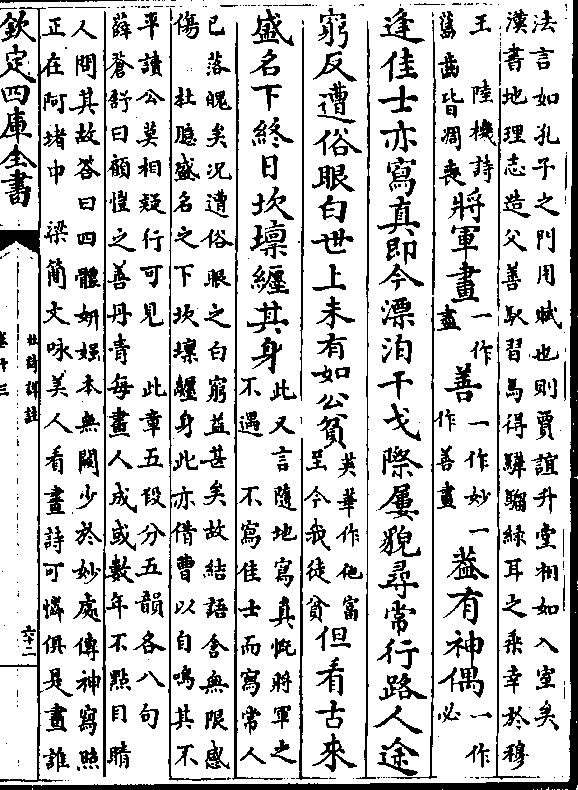 法言如孔子之門用賦也則賈誼升堂相如入室矣
漢書地理志造父善馭習馬得驊騮綠耳之乗幸於穆
王　陸機詩
舊齒皆凋喪
將軍畫
一作
畫
善
一作妙一
作善畫
蓋有神偶
一作
必
逢佳士亦寫真即今漂泊干戈際屢貌尋常行路人途
窮反遭俗眼白世上未有如公貧
英華作他富
至今我徒貧
但看古來
盛名下終日坎壈纏其身
此又言隨地寫真慨將軍之
不遇　不寫佳士而寫常人
已落魄矣況遭俗眼之白窮益甚矣故結語含無限感
傷　杜臆盛名之下坎壈纏身此亦借曹以自鳴其不
平讀公莫相疑行可見　此章五段分五韻各八句
薛蒼舒曰顧愷之善丹青每畫人成或數年不點目睛
人問其故答曰四體妍媸本無闕少於妙處傳神寫照
正在阿堵中　梁簡文咏美人看畫詩可憐俱是畫誰
欽定四庫全書
杜詩詳註
卷十三
六十二